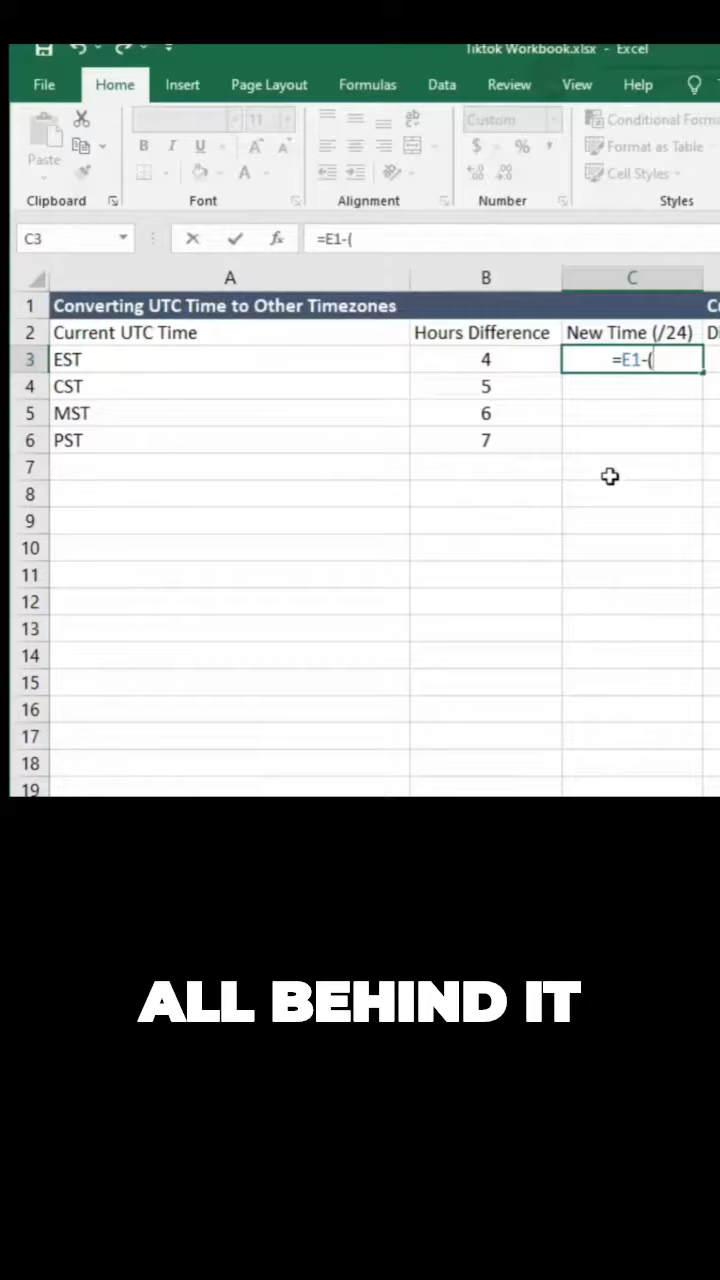 Tiktok Workbook.xlsx - Excel
File Home Insert Page Layout Formulas Data Review View Help
Paste
11
Custom
Conditional Forma
$ % ,
Format as Table
B I U A A
A
Cell Styles
Clipboard Font Alignment Number Styles
C3 fx =E1-(
A B C
1 Converting UTC Time to Other Timezones
2 Current UTC Time Hours Difference New Time (/24)
3 EST 4 =E1-(
4 CST 5
5 MST 6
6 PST 7
7
8
9
10
11
12
13
14
15
16
17
18
19
ALL BEHIND IT